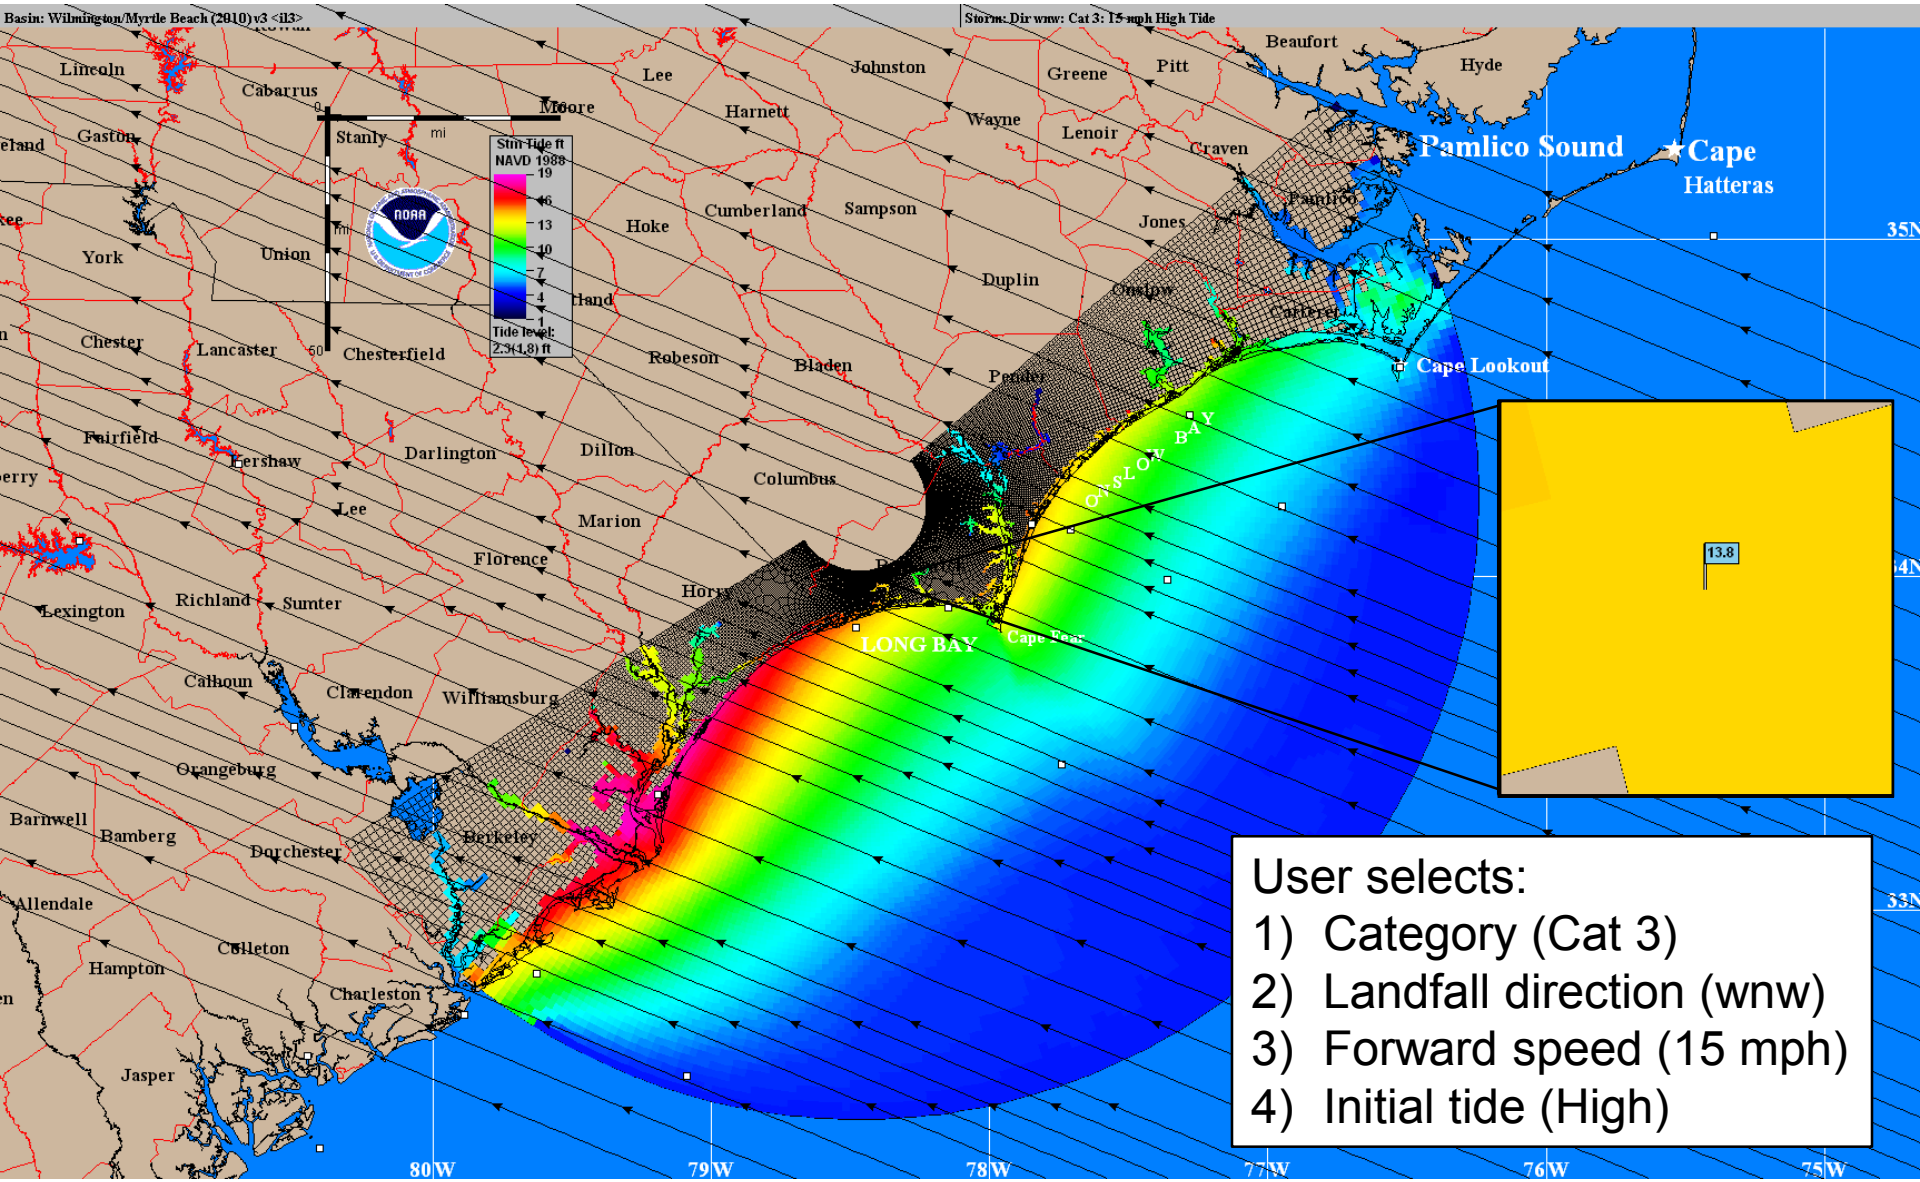 Basin: Wilmington/Myrtle Beach (2010) v3 <il3>
Storm: Dir wnw: Cat 3: 15 mph High Tide
Rowan
Beaufort
Hyde
Lincoln
Cabarrus
Lee
Johnston
Greene
Pitt
Moore
Harnett
Wayne
Lenoir
Gaston
Stanly
0
mi
Craven
Pamlico Sound
Cape
Hatteras
Stm Tide ft
NAVD 1988
19
16
13
10
7
4
1
Tide level:
2.3(1.8) ft
NOAA
mi
50
York
Union
Hoke
Cumberland
Sampson
Jones
Pamlico
35N
Duplin
Onslow
Carteret
Chester
Lancaster
Chesterfield
Robeson
Bladen
Pender
Cape Lookout
Fairfield
Kershaw
Darlington
Dillon
Columbus
ONSLOW BAY
Lee
Marion
Florence
13.8
Lexington
Richland
Sumter
Horry
LONG BAY
Cape Fear
Calhoun
Clarendon
Williamsburg
Orangeburg
Barnwell
Bamberg
Dorchester
Berkeley
Allendale
Colleton
Hampton
Charleston
Jasper
33N
User selects:
1) Category (Cat 3)
2) Landfall direction (wnw)
3) Forward speed (15 mph)
4) Initial tide (High)
80W
79W
78W
77W
76W
75W